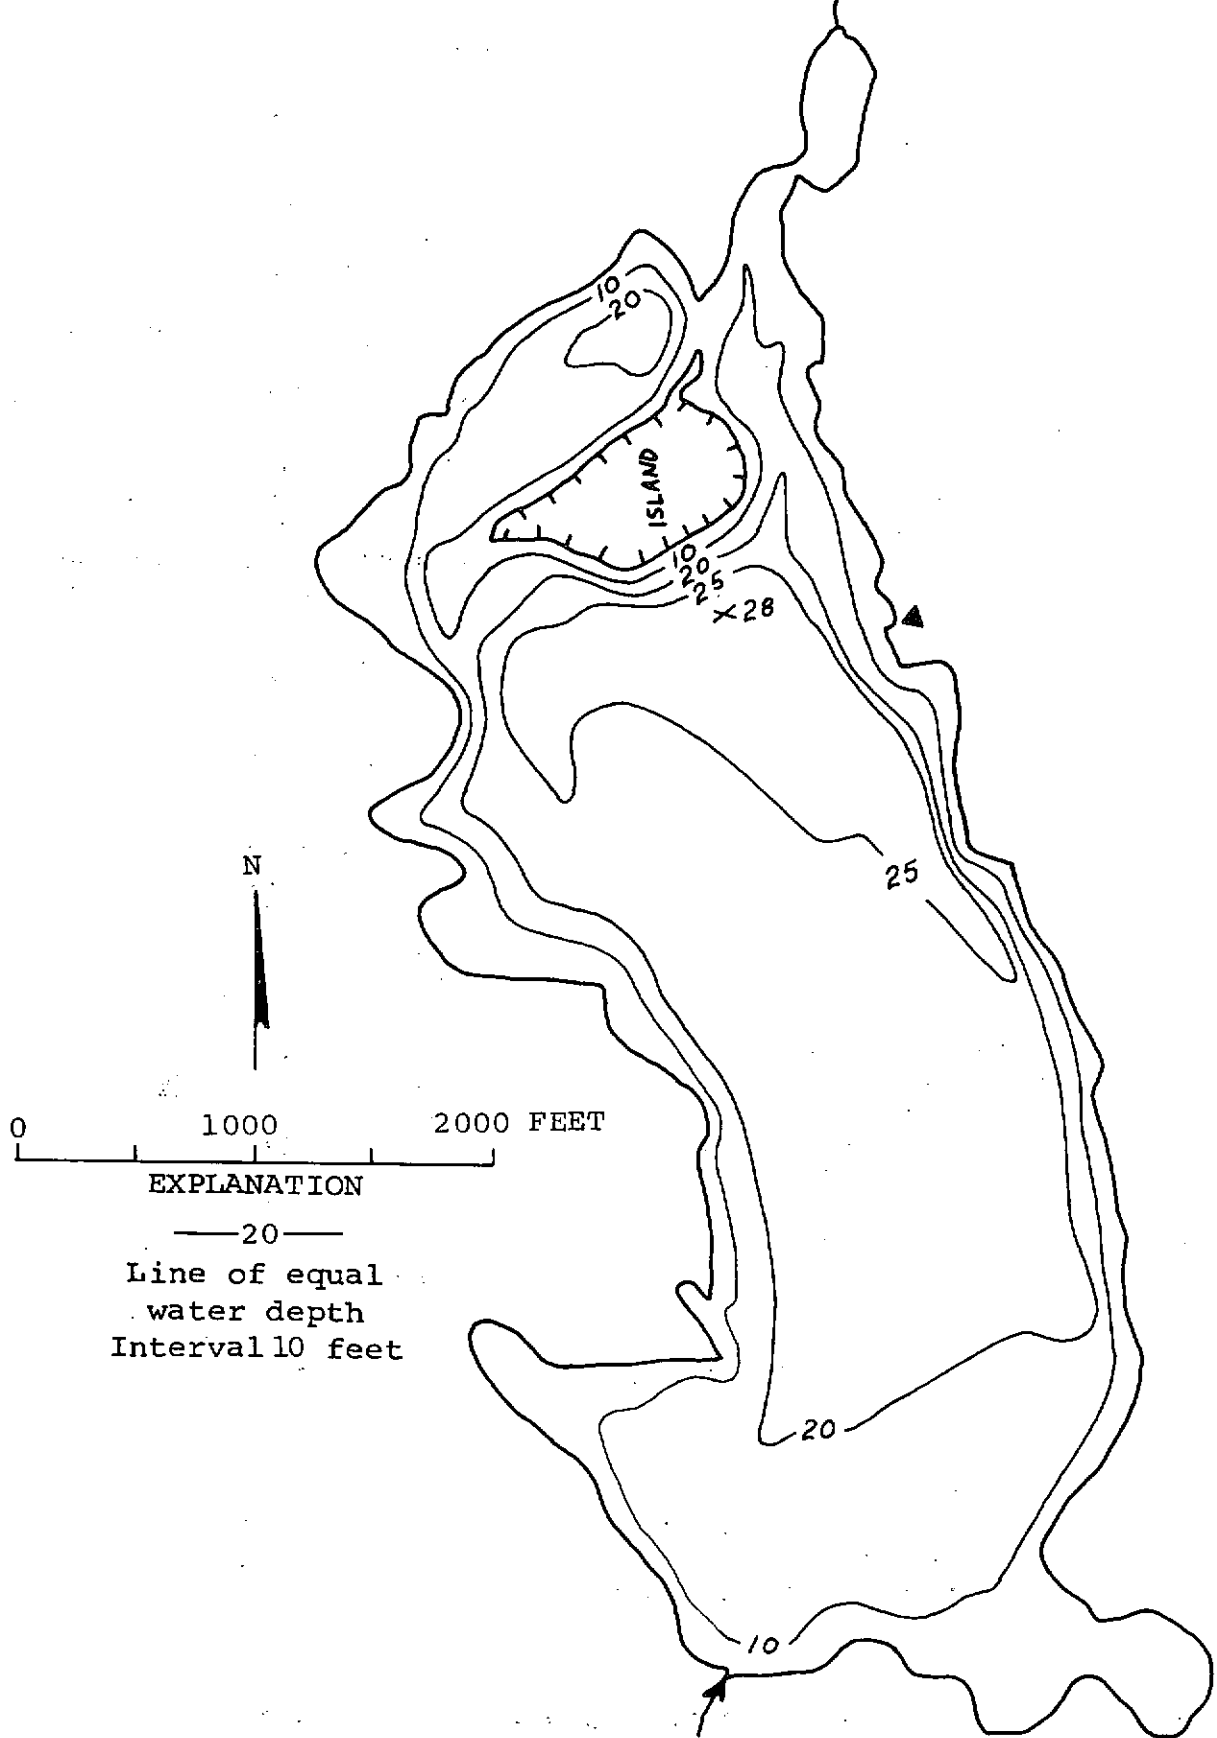 10
20
ISLAND
10
20
25
×28
25
N
0 1000 2000 FEET
EXPLANATION
—20—
Line of equal
water depth
Interval 10 feet
20
10